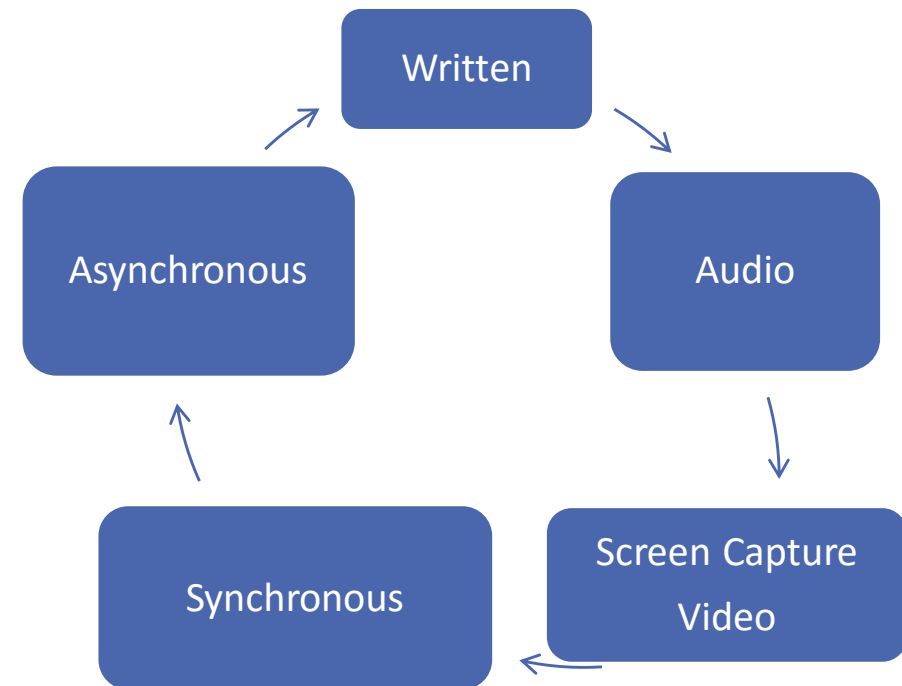 Written
Audio
Screen Capture
Video
Synchronous
Asynchronous